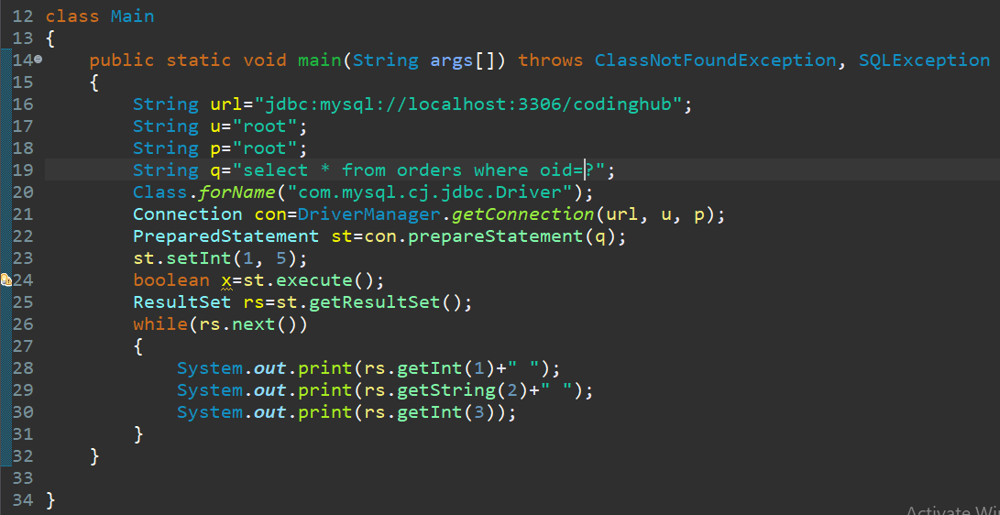 12 class Main
13 {
14 public static void main(String args[]) throws ClassNotFoundException, SQLException
15 {
16 String url="jdbc:mysql://localhost:3306/codinghub";
17 String u="root";
18 String p="root";
19 String q="select * from orders where oid=?";
20 Class.forName("com.mysql.cj.jdbc.Driver");
21 Connection con=DriverManager.getConnection(url, u, p);
22 PreparedStatement st=con.prepareStatement(q);
23 st.setInt(1, 5);
24 boolean x=st.execute();
25 ResultSet rs=st.getResultSet();
26 while(rs.next())
27 {
28 System.out.print(rs.getInt(1)+" ");
29 System.out.print(rs.getString(2)+" ");
30 System.out.print(rs.getInt(3));
31 }
32 }
33
34 }
Activate